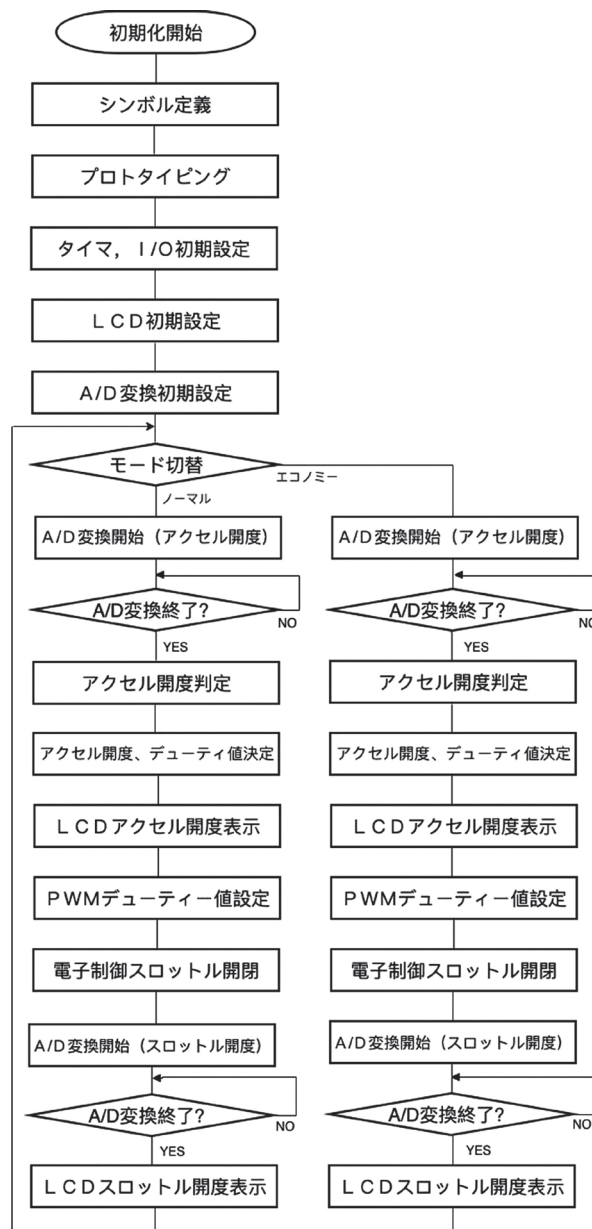 初期化開始
シンボル定義
プロトタイピング
タイマ，I/O初期設定
ＬＣＤ初期設定
A/D変換初期設定
モード切替
エコノミー
ノーマル
A/D変換開始（アクセル開度）
A/D変換終了?
NO
YES
アクセル開度判定
アクセル開度、デューティ値決定
ＬＣＤアクセル開度表示
ＰＷＭデューティー値設定
電子制御スロットル開閉
A/D変換開始（スロットル開度）
A/D変換終了?
NO
YES
ＬＣＤスロットル開度表示
A/D変換開始（アクセル開度）
A/D変換終了?
NO
YES
アクセル開度判定
アクセル開度、デューティ値決定
ＬＣＤアクセル開度表示
ＰＷＭデューティー値設定
電子制御スロットル開閉
A/D変換開始（スロットル開度）
A/D変換終了?
NO
YES
ＬＣＤスロットル開度表示